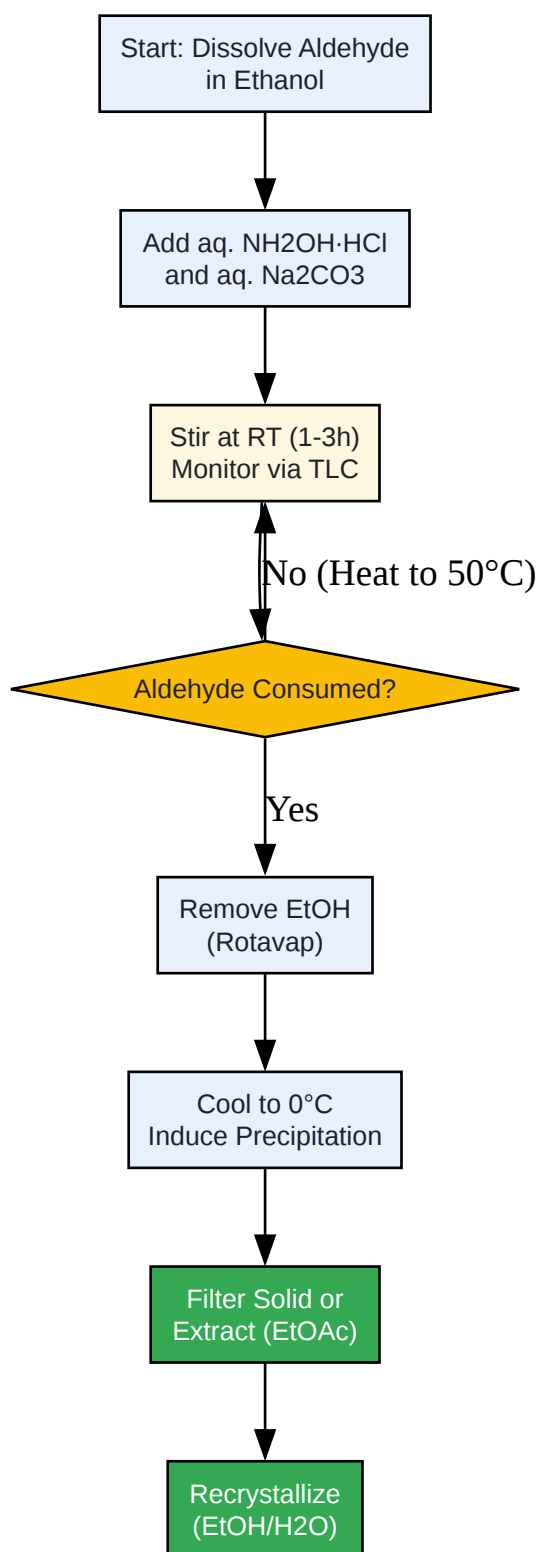 Start: Dissolve Aldehyde
in Ethanol
Add aq. NH2OH·HCl
and aq. Na2CO3
Stir at RT (1-3h)
Monitor via TLC
No (Heat to 50°C)
Aldehyde Consumed?
Yes
Remove EtOH
(Rotavap)
Cool to 0°C
Induce Precipitation
Filter Solid or
Extract (EtOAc)
Recrystallize
(EtOH/H2O)